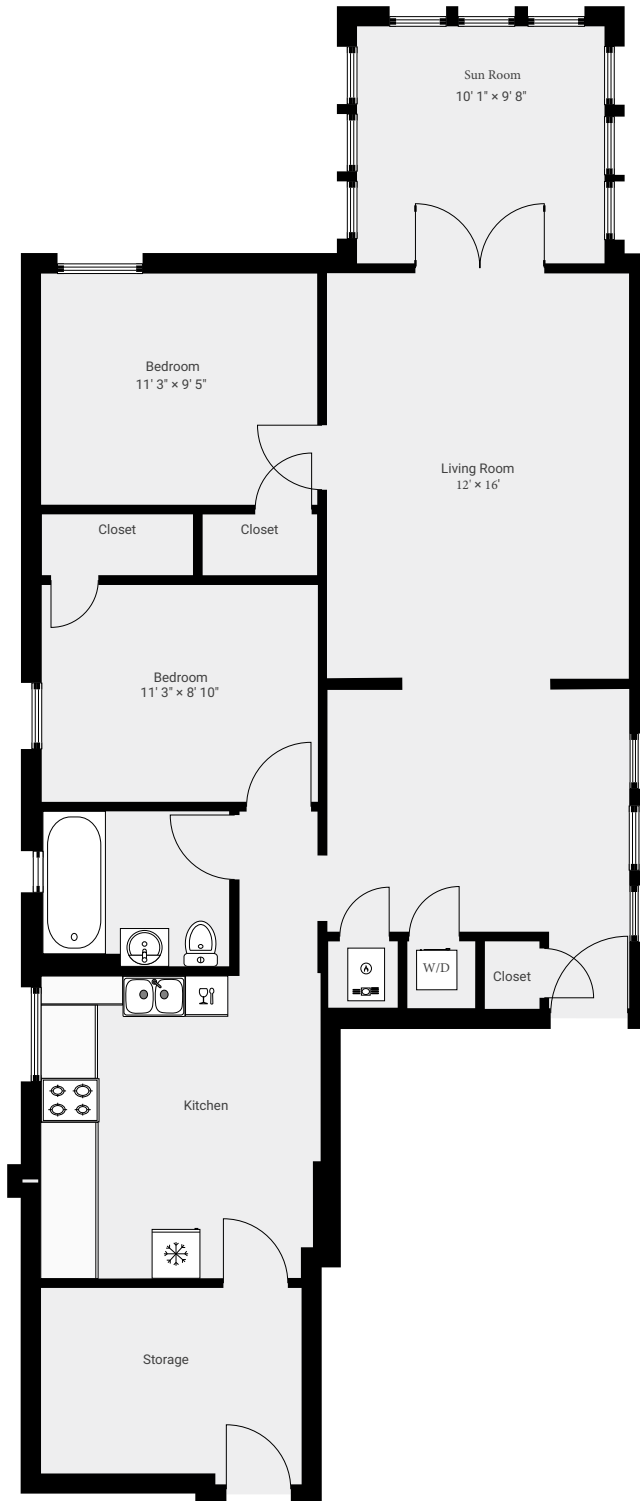 Sun Room
10' 1" × 9' 8"
Bedroom
11' 3" × 9' 5"
Living Room
12' × 16'
Closet
Closet
Bedroom
11' 3" × 8' 10"
W/D
Closet
Kitchen
Storage